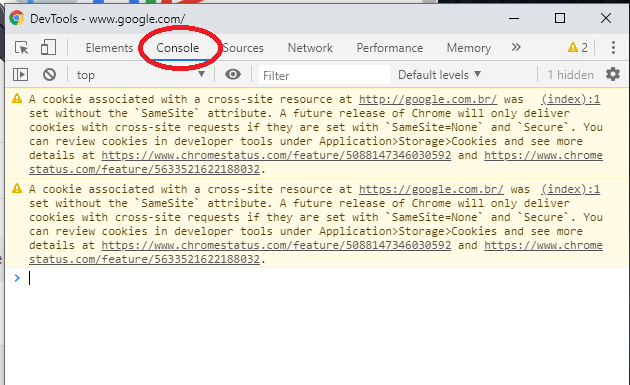 DevTools - www.google.com/
Elements Console Sources Network Performance Memory » 2
top Filter Default levels 1 hidden
A cookie associated with a cross-site resource at http://google.com.br/ was (index):1
set without the `SameSite` attribute. A future release of Chrome will only deliver
cookies with cross-site requests if they are set with `SameSite=None` and `Secure`. You
can review cookies in developer tools under Application>Storage>Cookies and see more
details at https://www.chromestatus.com/feature/5088147346030592 and https://www.chrome
status.com/feature/5633521622188032.
A cookie associated with a cross-site resource at https://google.com.br/ was (index):1
set without the `SameSite` attribute. A future release of Chrome will only deliver
cookies with cross-site requests if they are set with `SameSite=None` and `Secure`. You
can review cookies in developer tools under Application>Storage>Cookies and see more
details at https://www.chromestatus.com/feature/5088147346030592 and https://www.chrome
status.com/feature/5633521622188032.